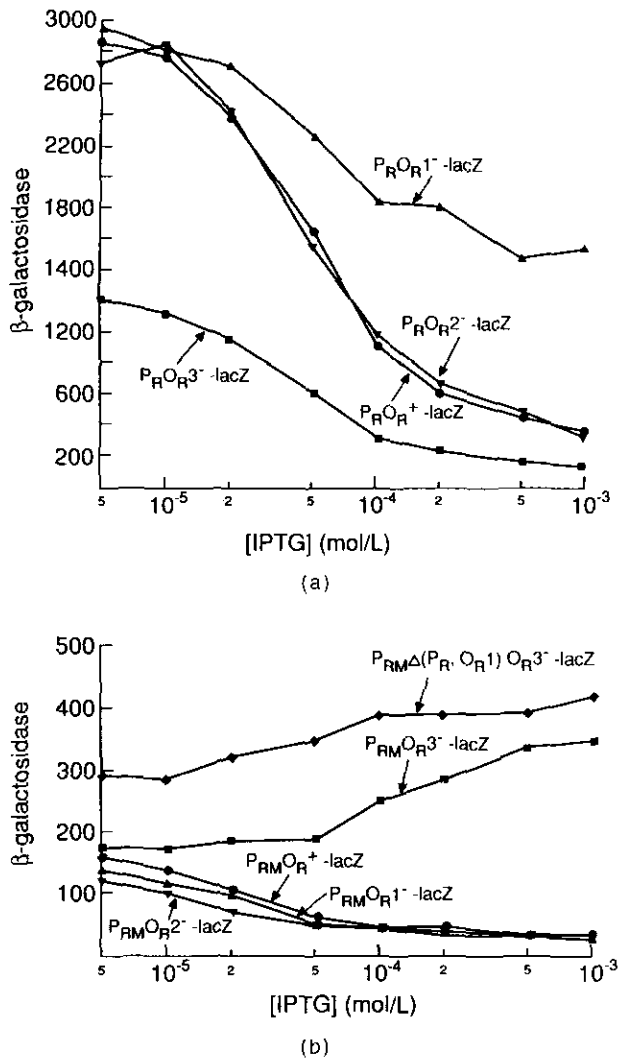 3000
2600
2200
1800
1400
1200
600
200
β-galactosidase
PROR1⁻ -lacZ
PROR2⁻ -lacZ
PROR3⁻ -lacZ
PROR⁺ -lacZ
5 10⁻⁵ 2 5 10⁻⁴ 2 5 10⁻³
[IPTG] (mol/L)
(a)
500
400
300
200
100
β-galactosidase
PRMΔ(PR, OR1) OR3⁻ -lacZ
PRMOR3⁻ -lacZ
PRMOR⁺ -lacZ
PRMOR1⁻ -lacZ
PRMOR2⁻ -lacZ
5 10⁻⁵ 2 5 10⁻⁴ 2 5 10⁻³
[IPTG] (mol/L)
(b)